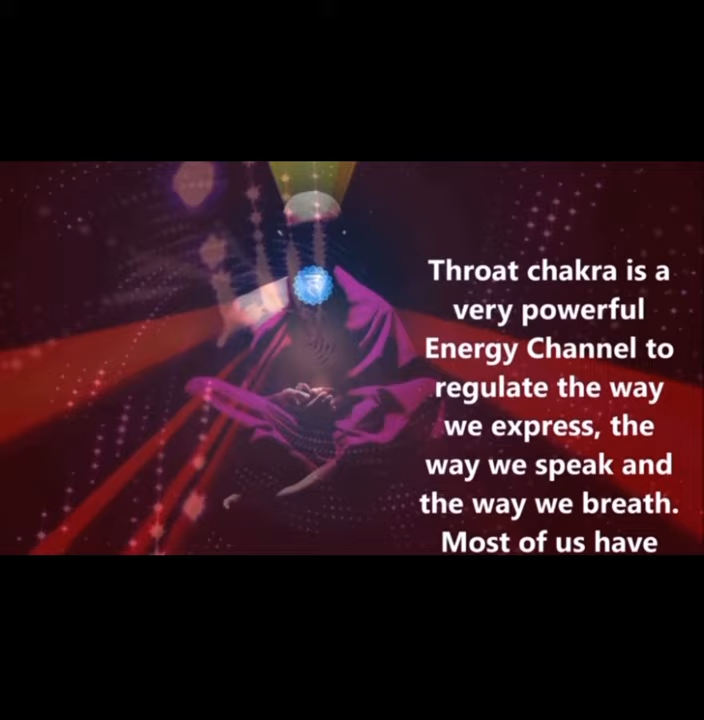 Throat chakra is a
very powerful
Energy Channel to
regulate the way
we express, the
way we speak and
the way we breath.
Most of us have